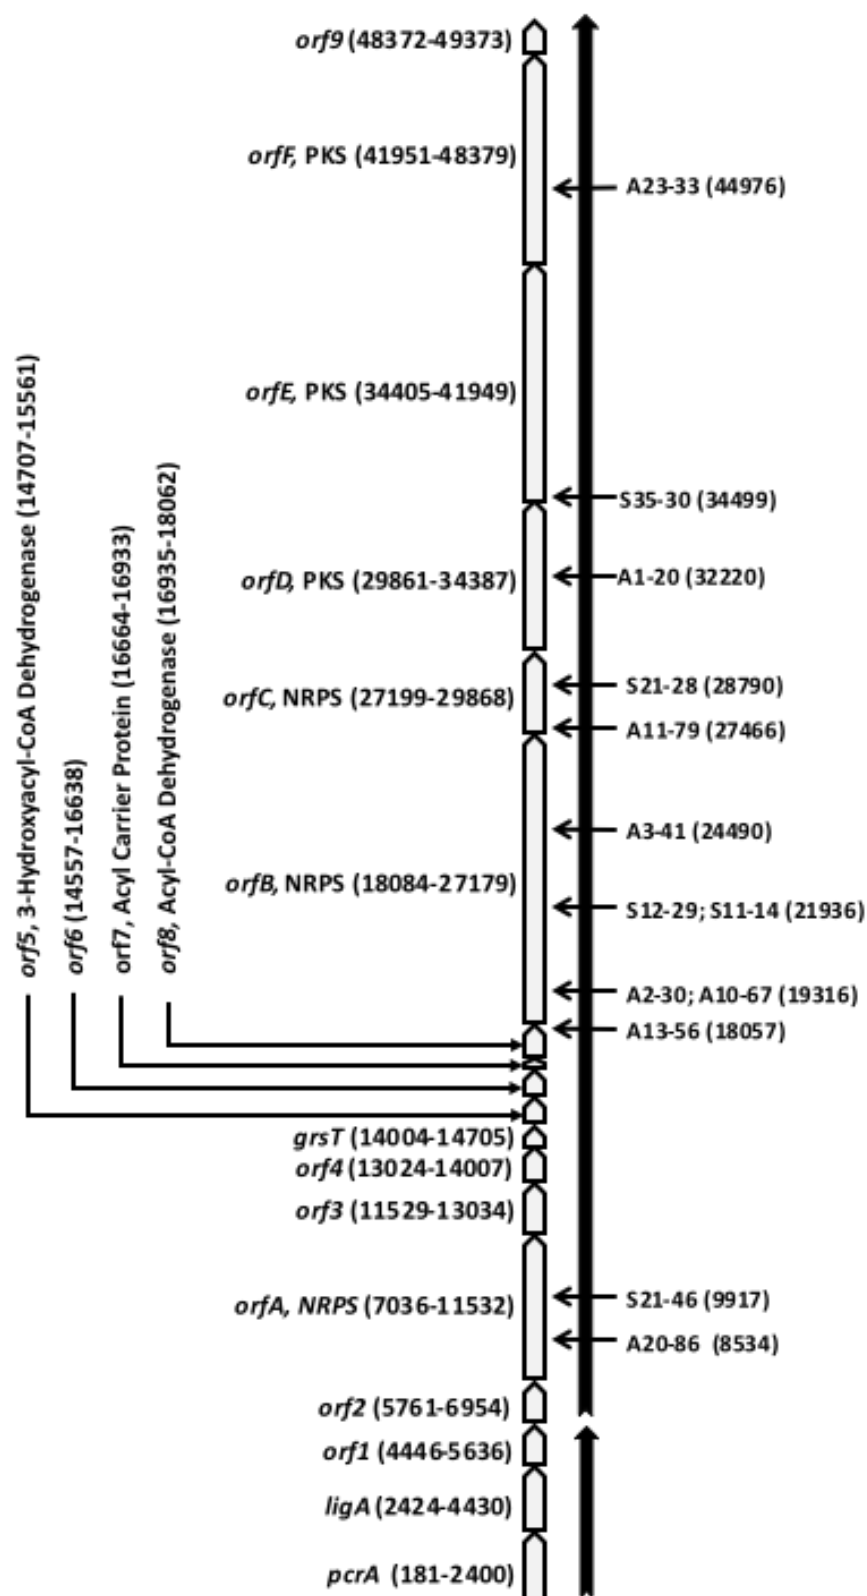 orf9 (48372-49373)
orfF, PKS (41951-48379)
A23-33 (44976)
orfE, PKS (34405-41949)
S35-30 (34499)
orfD, PKS (29861-34387)
A1-20 (32220)
S21-28 (28790)
orfC, NRPS (27199-29868)
A11-79 (27466)
A3-41 (24490)
orfB, NRPS (18084-27179)
S12-29; S11-14 (21936)
A2-30; A10-67 (19316)
A13-56 (18057)
orf5, 3-Hydroxyacyl-CoA Dehydrogenase (14707-15561)
orf6 (14557-16638)
orf7, Acyl Carrier Protein (16664-16933)
orf8, Acyl-CoA Dehydrogenase (16935-18062)
grsT (14004-14705)
orf4 (13024-14007)
orf3 (11529-13034)
orfA, NRPS (7036-11532)
S21-46 (9917)
A20-86 (8534)
orf2 (5761-6954)
orf1 (4446-5636)
ligA (2424-4430)
pcrA (181-2400)